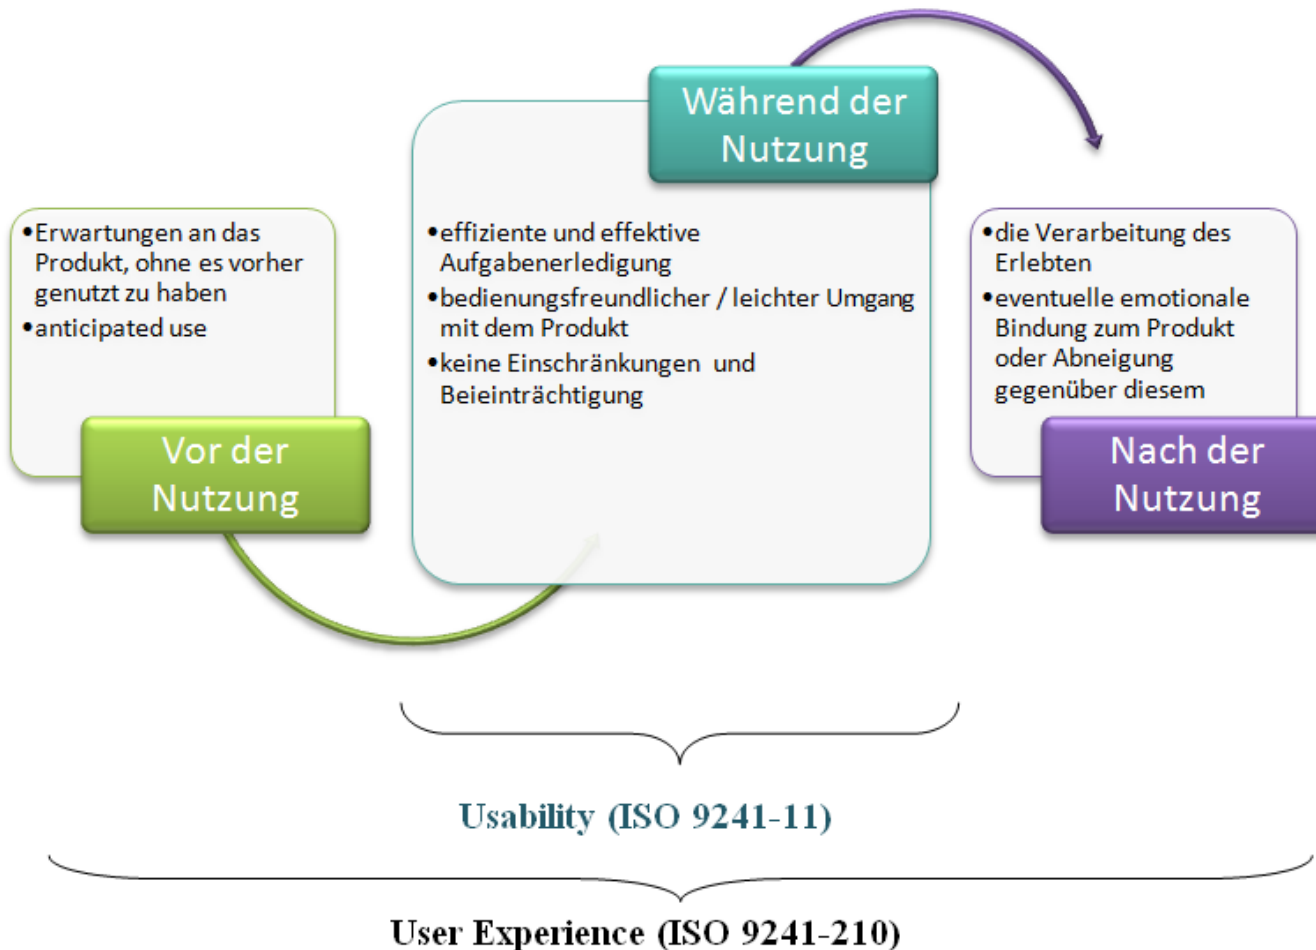 •Erwartungen an das
Produkt, ohne es vorher
genutzt zu haben
•anticipated use
Vor der
Nutzung
Während der
Nutzung
•effiziente und effektive
Aufgabenerledigung
•bedienungsfreundlicher / leichter Umgang
mit dem Produkt
•keine Einschränkungen und
Beieinträchtigung
•die Verarbeitung des
Erlebten
•eventuelle emotionale
Bindung zum Produkt
oder Abneigung
gegenüber diesem
Nach der
Nutzung
Usability (ISO 9241-11)
User Experience (ISO 9241-210)